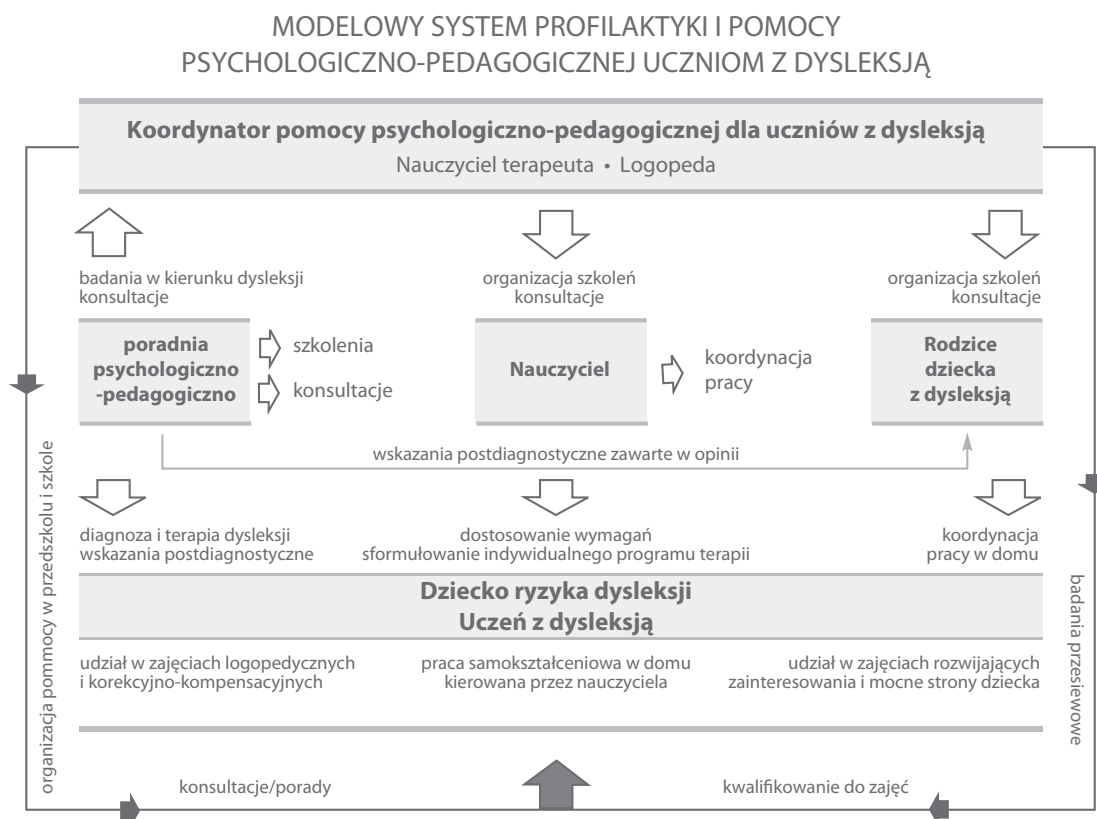 MODELOWY SYSTEM PROFILAKTYKI I POMOCY
PSYCHOLOGICZNO-PEDAGOGICZNEJ UCZNIOM Z DYSLEKSJĄ
Koordynator pomocy psychologiczno-pedagogicznej dla uczniów z dysleksją
Nauczyciel terapeuta • Logopeda
badania w kierunku dysleksji
konsultacje
organizacja szkoleń
konsultacje
organizacja szkoleń
konsultacje
poradnia
psychologiczno
-pedagogiczno
szkolenia
konsultacje
Nauczyciel
koordynacja
pracy
Rodzice
dziecka
z dysleksją
wskazania postdiagnostyczne zawarte w opinii
diagnoza i terapia dysleksji
wskazania postdiagnostyczne
dostosowanie wymagań
sformułowanie indywidualnego programu terapii
koordynacja
pracy w domu
Dziecko ryzyka dysleksji
Uczeń z dysleksją
udział w zajęciach logopedycznych
i korekcyjno-kompensacyjnych
praca samokształceniowa w domu
kierowana przez nauczyciela
udział w zajęciach rozwijających
zainteresowania i mocne strony dziecka
organizacja pommocy w przedszkolu i szkole
badania przesiewowe
konsultacje/porady
kwalifikowanie do zajęć